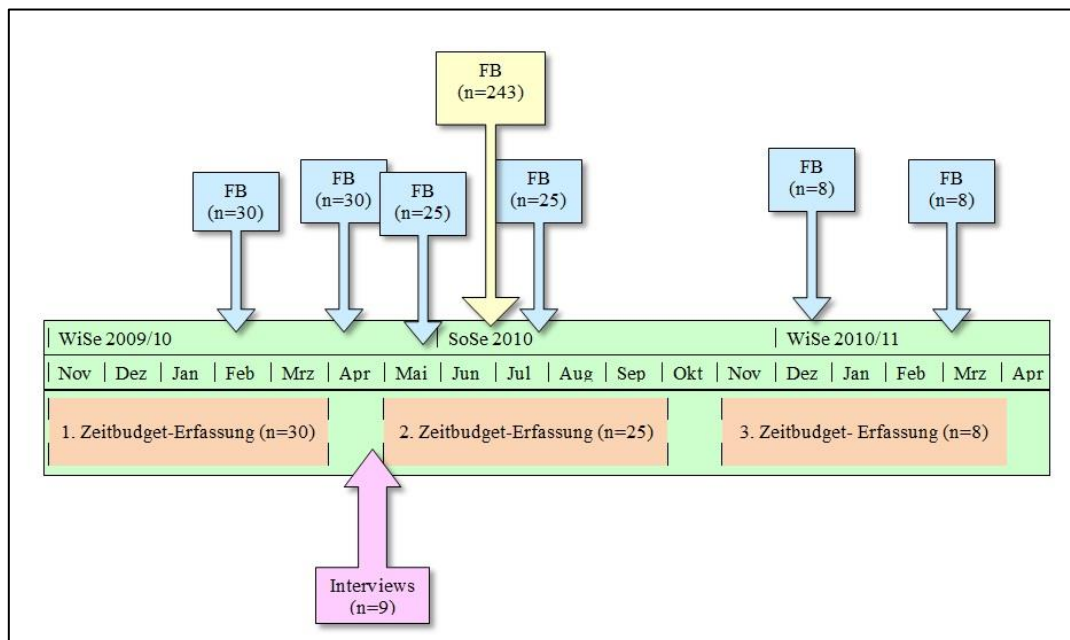 FB
(n=243)
FB
(n=30)
FB
(n=30)
FB
(n=25)
FB
(n=25)
FB
(n=8)
FB
(n=8)
WiSe 2009/10 SoSe 2010 WiSe 2010/11
Nov Dez Jan Feb Mrz Apr Mai Jun Jul Aug Sep Okt Nov Dez Jan Feb Mrz Apr
1. Zeitbudget-Erfassung (n=30) 2. Zeitbudget-Erfassung (n=25) 3. Zeitbudget- Erfassung (n=8)
Interviews
(n=9)